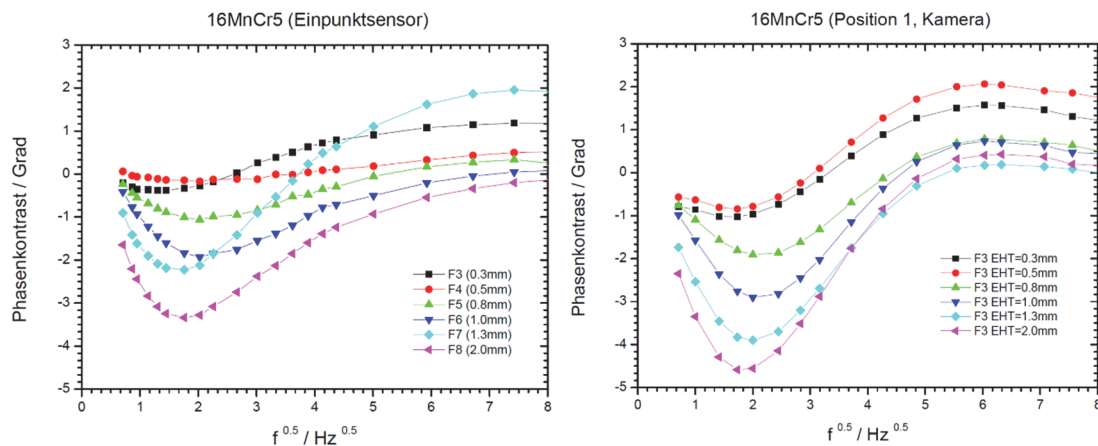 16MnCr5 (Einpunktsensor)
Phasenkontrast / Grad
3
2
1
0
-1
-2
-3
-4
-5
F3 (0.3mm)
F4 (0.5mm)
F5 (0.8mm)
F6 (1.0mm)
F7 (1.3mm)
F8 (2.0mm)
0 1 2 3 4 5 6 7 8
f 0.5 / Hz 0.5
16MnCr5 (Position 1, Kamera)
Phasenkontrast / Grad
3
2
1
0
-1
-2
-3
-4
-5
F3 EHT=0.3mm
F3 EHT=0.5mm
F3 EHT=0.8mm
F3 EHT=1.0mm
F3 EHT=1.3mm
F3 EHT=2.0mm
0 1 2 3 4 5 6 7 8
f 0.5 / Hz 0.5